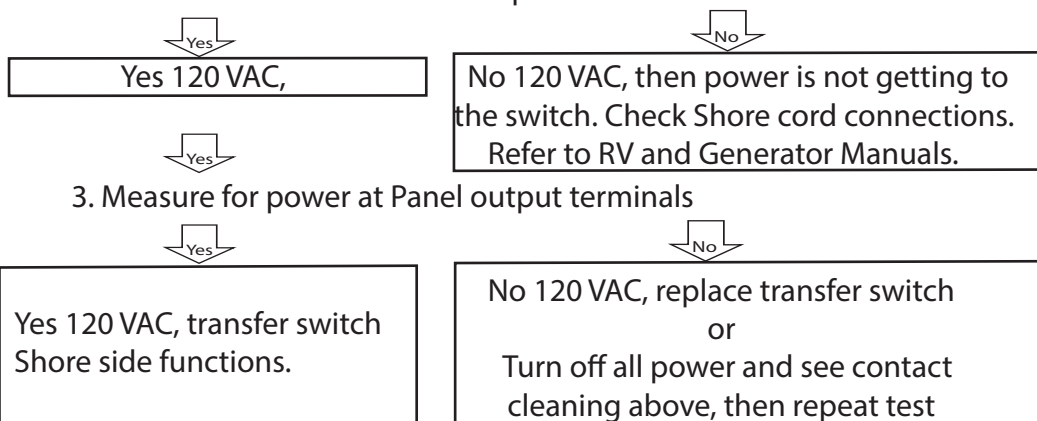 Yes
No
Yes 120 VAC,
No 120 VAC, then power is not getting to
the switch. Check Shore cord connections.
Refer to RV and Generator Manuals.
Yes
3. Measure for power at Panel output terminals
Yes
No
Yes 120 VAC, transfer switch
Shore side functions.
No 120 VAC, replace transfer switch
or
Turn off all power and see contact
cleaning above, then repeat test